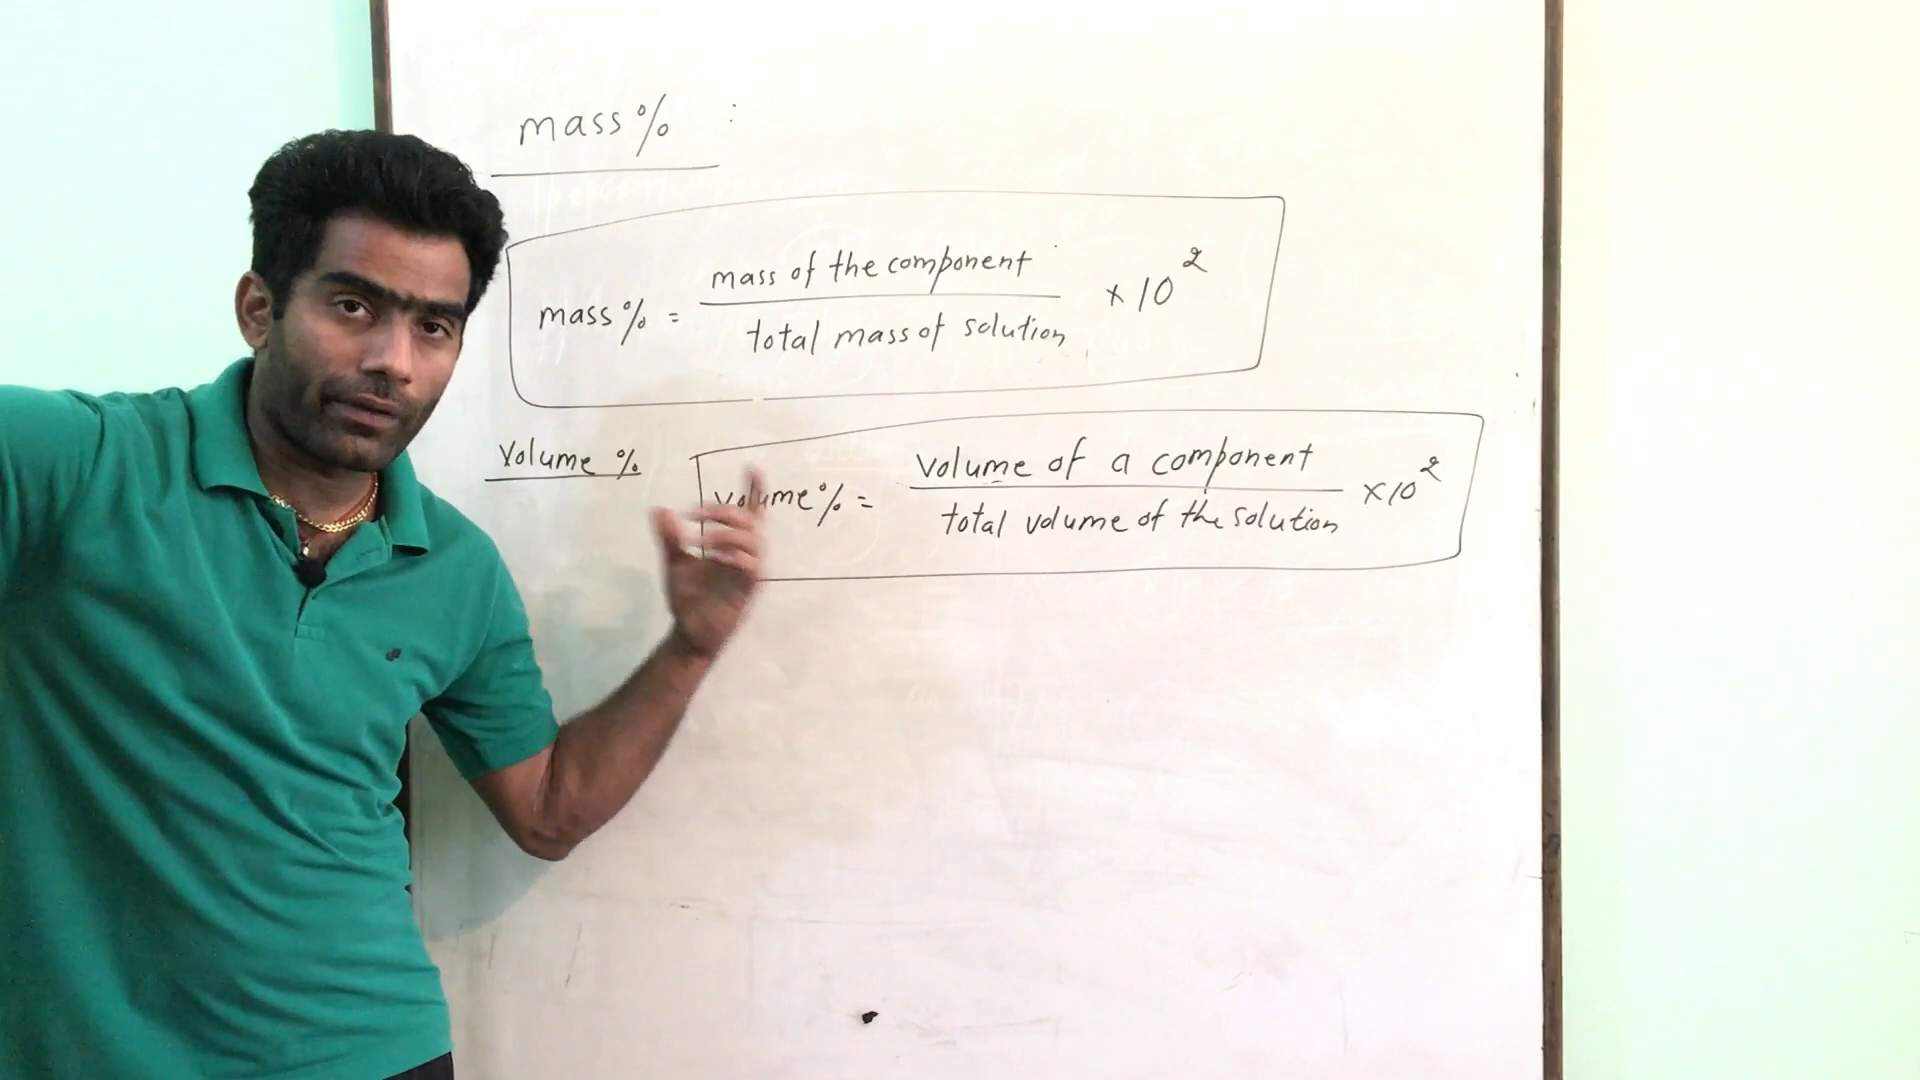 mass % :
mass % = mass of the component / total mass of solution × 10²
Volume %
volume % = volume of a component / total volume of the solution × 10²